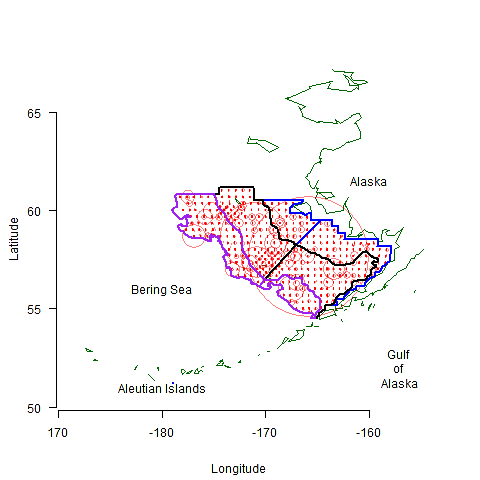 65
Alaska
60
Latitude
Bering Sea
55
Gulf
of
Alaska
Aleutian Islands
50
170
-180
-170
-160
Longitude